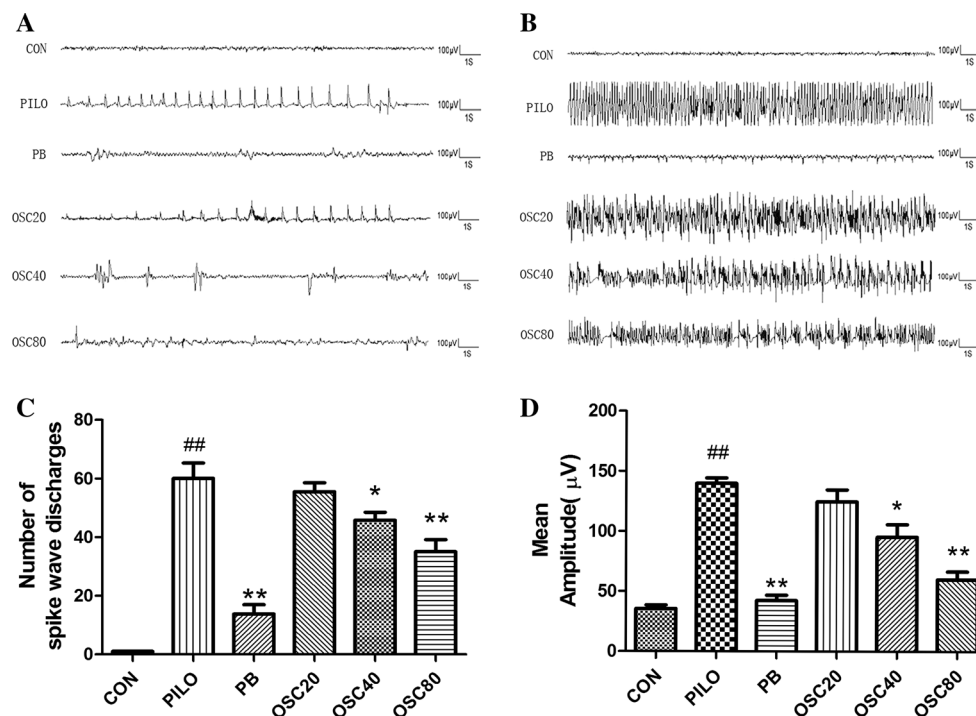 A
CON
100μV
1S
PILO
100μV
1S
PB
100μV
1S
OSC20
100μV
1S
OSC40
100μV
1S
OSC80
100μV
1S
B
CON
100μV
1S
PILO
100μV
1S
PB
100μV
1S
OSC20
100μV
1S
OSC40
100μV
1S
OSC80
100μV
1S
C
Number of
spike wave discharges
80
60
40
20
0
##
**
*
**
CON
PILO
PB
OSC20
OSC40
OSC80
D
Mean
Amplitude( μV)
200
150
100
50
0
##
**
*
**
CON
PILO
PB
OSC20
OSC40
OSC80